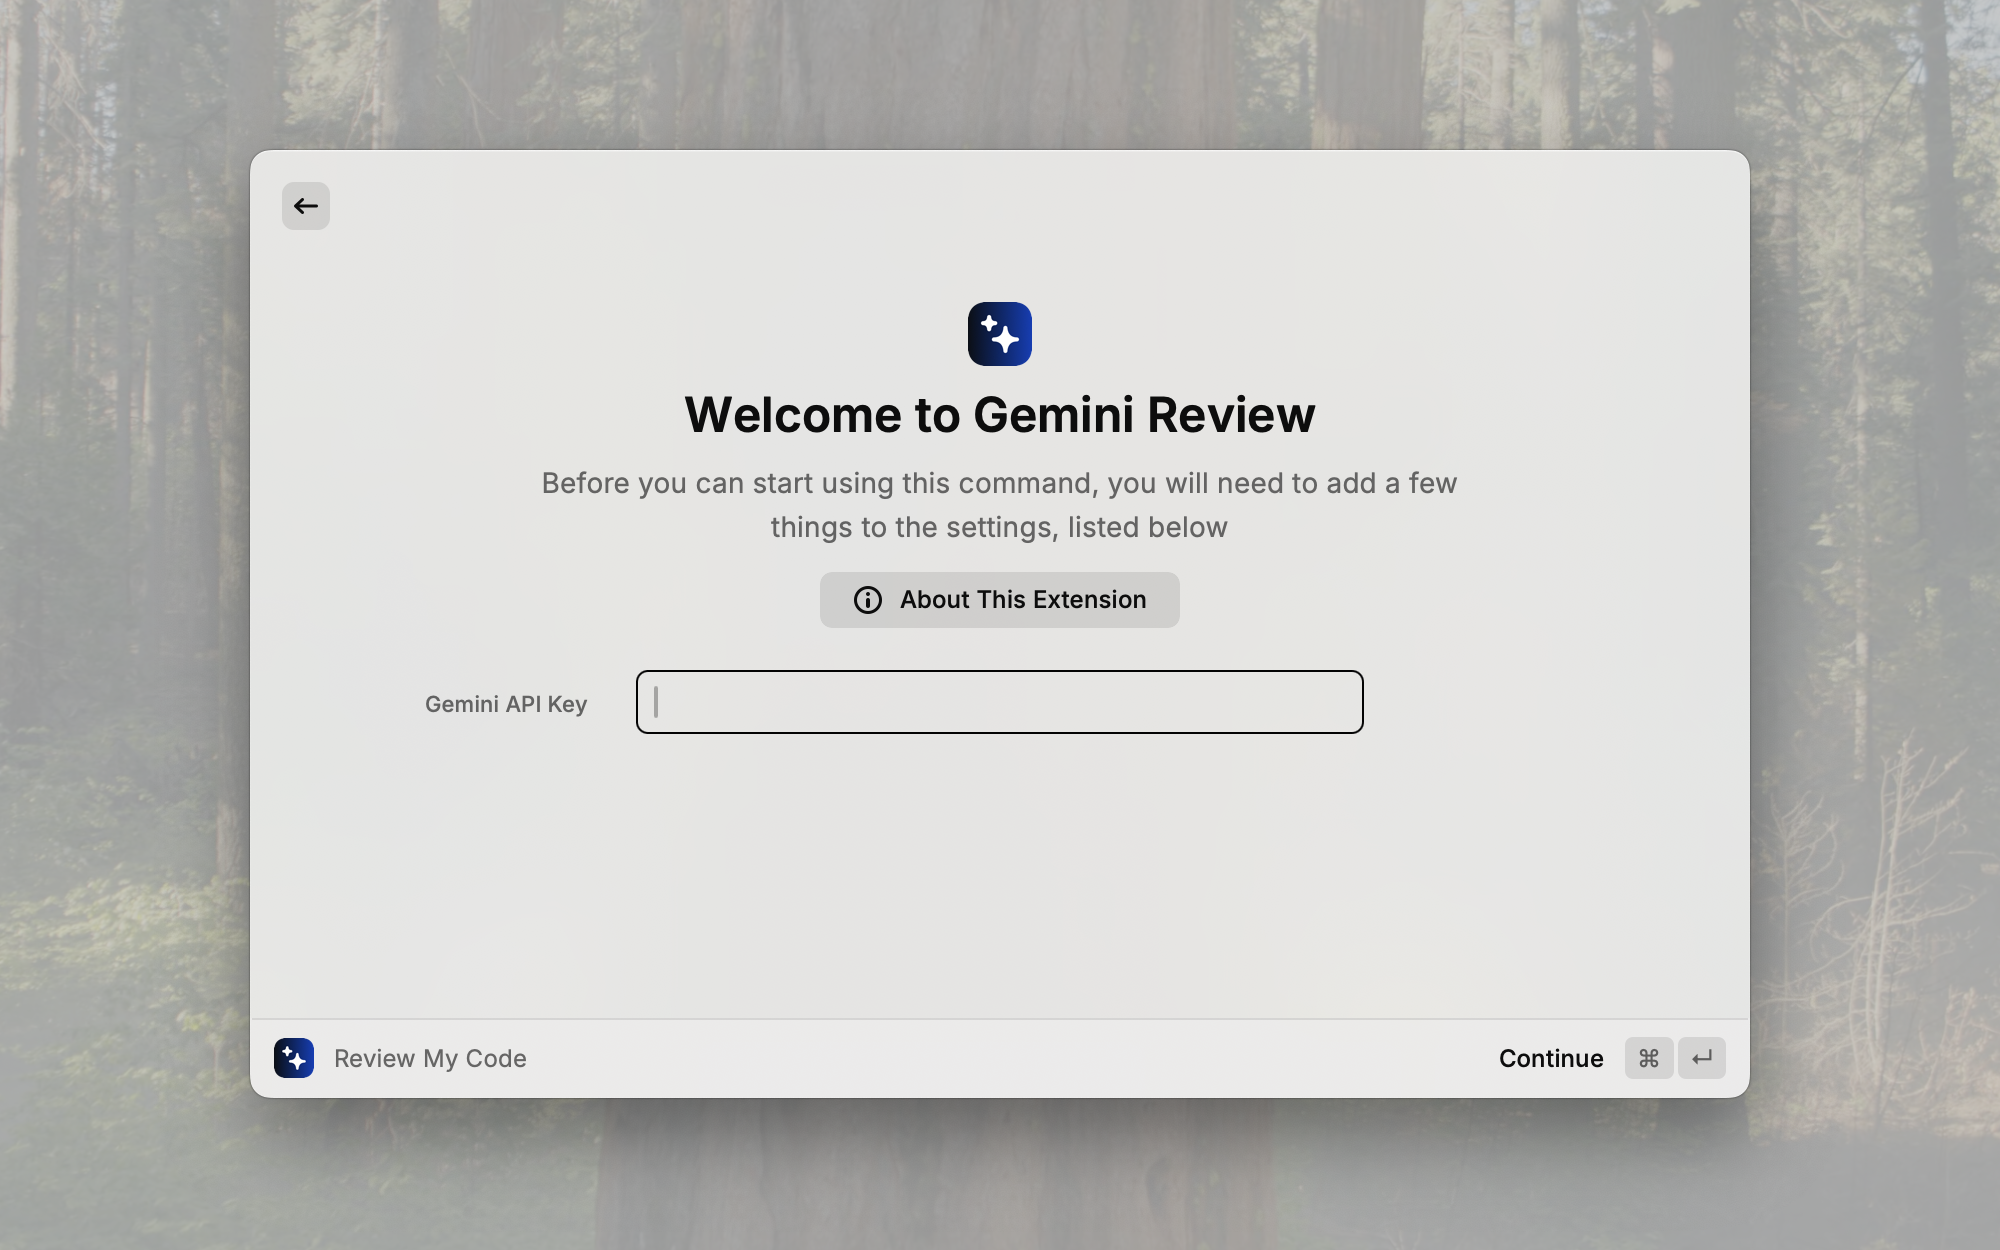 Welcome to Gemini Review
Before you can start using this command, you will need to add a few
things to the settings, listed below
About This Extension
Gemini API Key
Review My Code
Continue ⌘ ↵